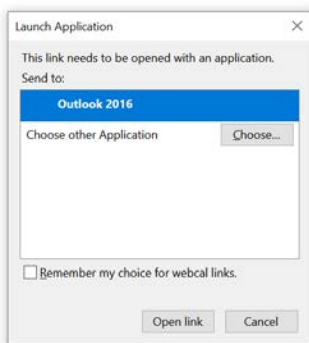 Launch Application
This link needs to be opened with an application.
Send to:
Outlook 2016
Choose other Application
Choose...
Remember my choice for webcal links.
Open link
Cancel